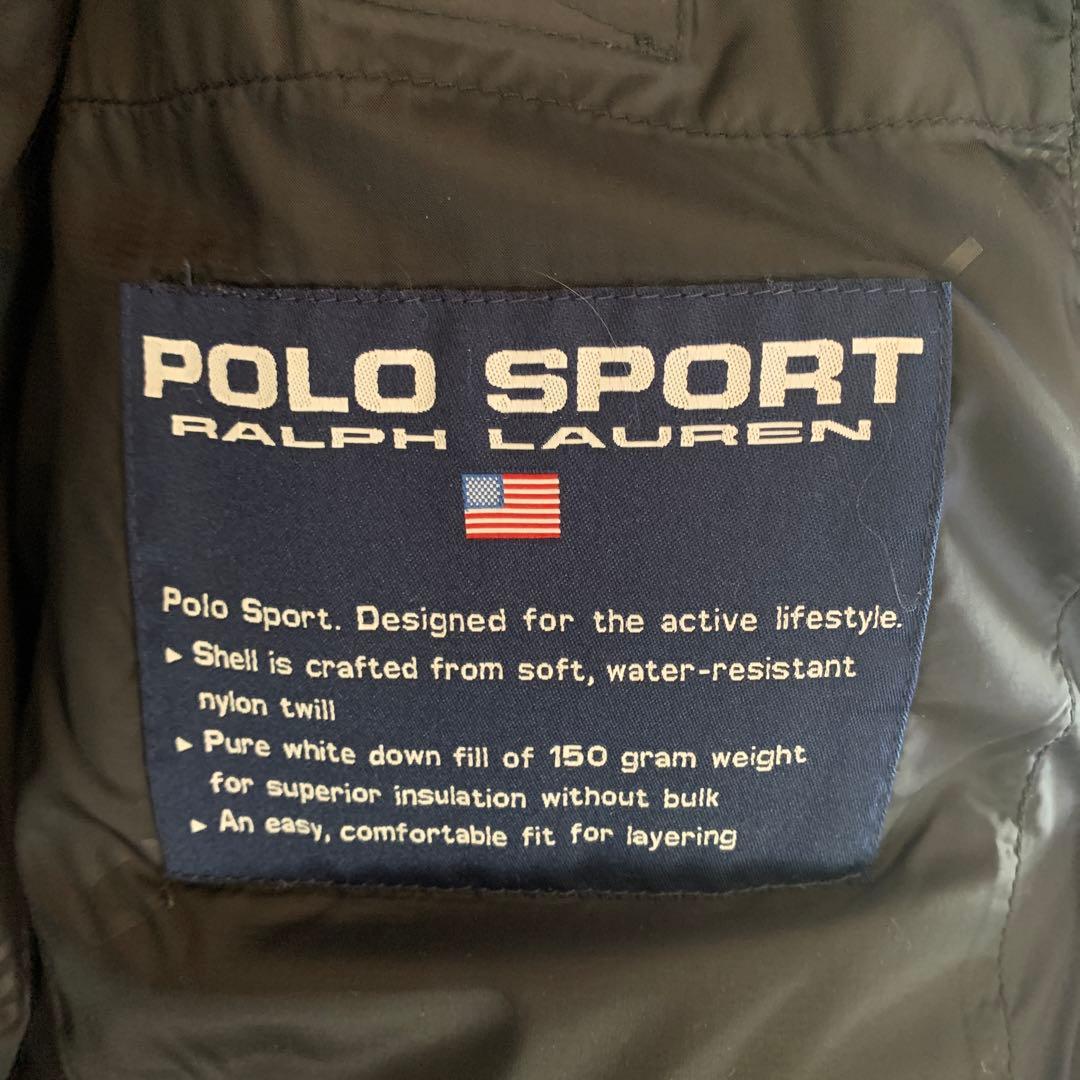 POLO SPORT
RALPH LAUREN
Polo Sport. Designed for the active lifestyle.
▸ Shell is crafted from soft, water-resistant
nylon twill
▸ Pure white down fill of 150 gram weight
for superior insulation without bulk
▸ An easy, comfortable fit for layering